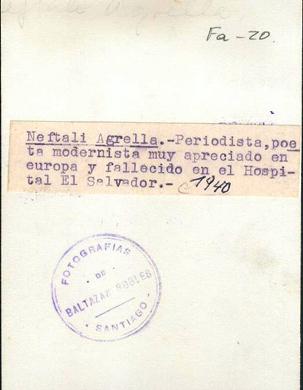 Fa-20.
Neftali Agrella.-Periodista,poe
ta modernista muy apreciado en
europa y fallecido en el Hospi-
tal El Salvador.- c1940
FOTOGRAFIAS
DE
BALTAZAR ROBLES
- SANTIAGO -